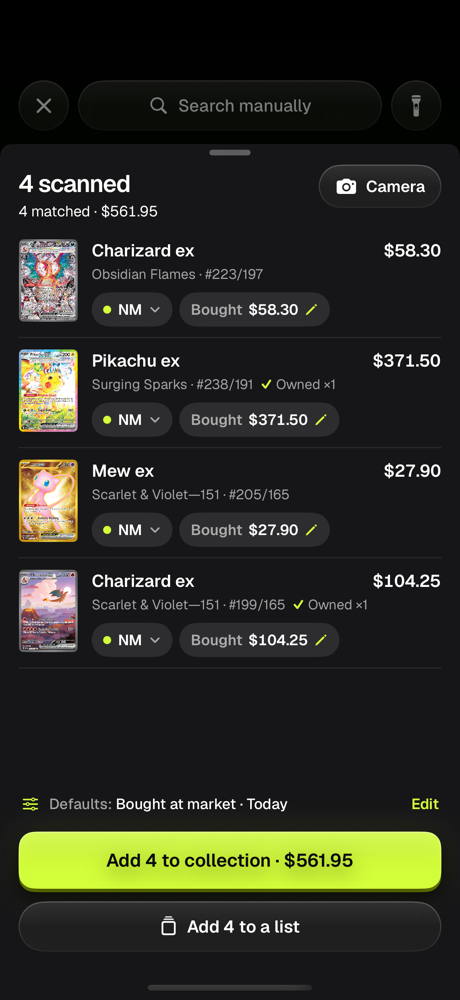 Search manually
4 scanned
Camera
4 matched · $561.95
Charizard ex
$58.30
Obsidian Flames · #223/197
NM
Bought $58.30
Pikachu ex
$371.50
Surging Sparks · #238/191 Owned ×1
NM
Bought $371.50
Mew ex
$27.90
Scarlet & Violet—151 · #205/165
NM
Bought $27.90
Charizard ex
$104.25
Scarlet & Violet—151 · #199/165 Owned ×1
NM
Bought $104.25
Defaults: Bought at market · Today
Edit
Add 4 to collection · $561.95
Add 4 to a list